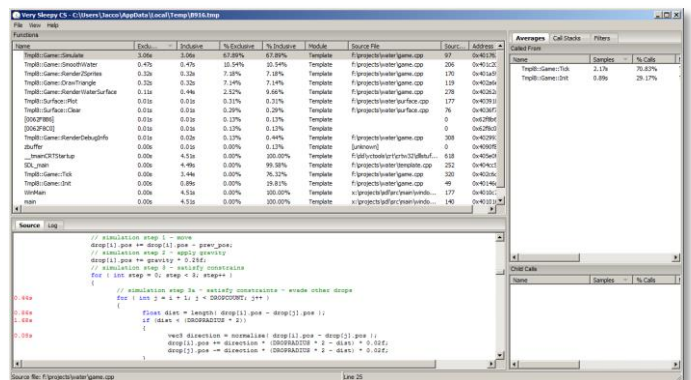 Very Sleepy CS - C:\Users\Jacco\AppData\Local\Temp\B916.tmp
File View Help
Functions
Name Exclu... Inclusive % Exclusive % Inclusive Module Source File Sourc... Address
Tmpl8::Game::Simulate 3.06s 3.06s 67.89% 67.89% Template f:\projects\water\game.cpp 97
Tmpl8::Game::SmoothWater 0.47s 0.47s 10.54% 10.54% Template f:\projects\water\game.cpp 206
Tmpl8::Game::Render2Sprites 0.32s 0.32s 7.18% 7.18% Template f:\projects\water\game.cpp 170
Tmpl8::Game::DrawTriangle 0.32s 0.32s 7.14% 7.14% Template f:\projects\water\game.cpp 119
Tmpl8::Game::RenderWaterSurface 0.11s 0.44s 2.52% 9.66% Template f:\projects\water\game.cpp 278
Tmpl8::Surface::Plot 0.01s 0.01s 0.31% 0.31% Template f:\projects\water\surface.cpp 177
Tmpl8::Surface::Clear 0.01s 0.01s 0.29% 0.29% Template f:\projects\water\surface.cpp 76
[0062F8B6] 0.01s 0.01s 0.13% 0.13% 0
[0062F8C0] 0.01s 0.01s 0.13% 0.13% 0
Tmpl8::Game::RenderDebugInfo 0.01s 0.02s 0.13% 0.44% Template f:\projects\water\game.cpp 308
zbuffer 0.00s 0.01s 0.00% 0.13% Template [unknown] 0
__tmainCRTStartup 0.00s 4.51s 0.00% 100.00% Template 618
SDL_main 0.00s 4.49s 0.00% 99.58% Template f:\projects\water\template.cpp 252
Tmpl8::Game::Tick 0.00s 3.44s 0.00% 76.32% Template f:\projects\water\game.cpp 320
Tmpl8::Game::Init 0.00s 0.89s 0.00% 19.81% Template f:\projects\water\game.cpp 49
WinMain 0.00s 4.51s 0.00% 100.00% Template 177
main 0.00s 4.51s 0.00% 100.00% Template 140
Averages Call Stacks Filters
Called From
Name Samples % Calls
Tmpl8::Game::Tick 2.17s 70.83%
Tmpl8::Game::Init 0.89s 29.17%
Child Calls
Name Samples % Calls
Source Log
// simulation step 1 - move
drop[i].pos += drop[i].pos - prev_pos;
// simulation step 2 - apply gravity
drop[i].pos += gravity * 0.25f;
// simulation step 3 - satisfy constrains
for ( int step = 0; step < 3; step++ )
{
// simulation step 3a - satisfy constraints - evade other drops
for ( int j = i + 1; j < DROPCOUNT; j++ )
{
float dist = length( drop[i].pos - drop[j].pos );
if (dist < (DROPRADIUS * 2))
{
vec3 direction = normalize( drop[i].pos - drop[j].pos );
drop[i].pos += direction * (DROPRADIUS * 2 - dist) * 0.02f;
drop[j].pos -= direction * (DROPRADIUS * 2 - dist) * 0.02f;
}
Source file: f:\projects\water\game.cpp Line 25